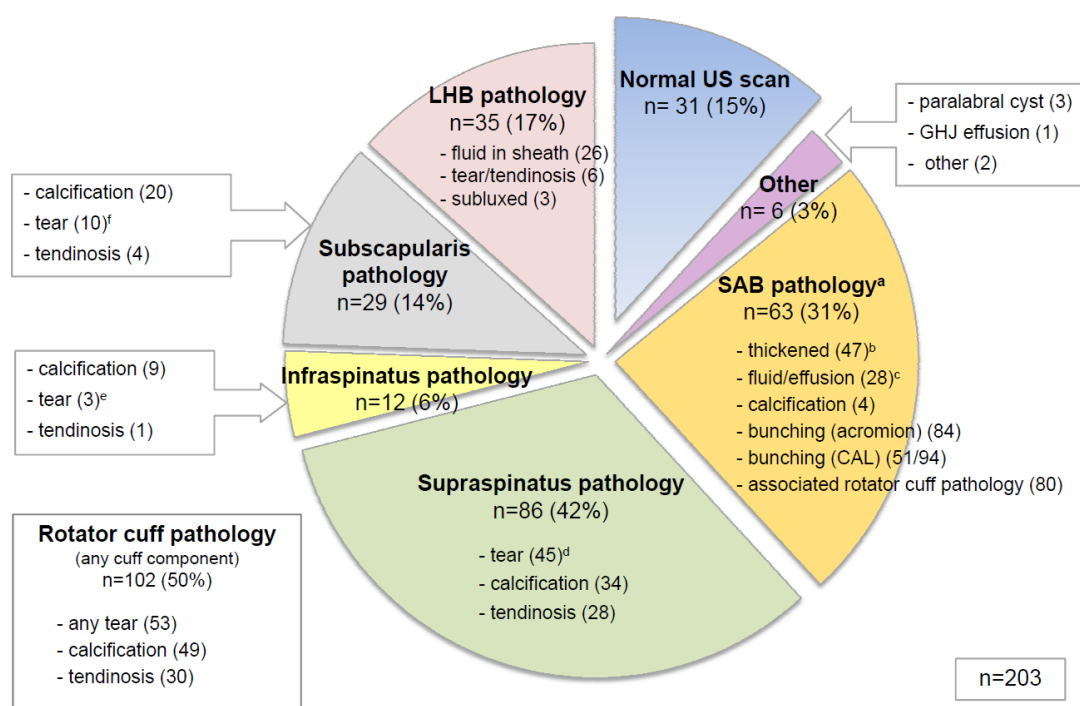 Normal US scan
n= 31 (15%)
- paralabral cyst (3)
- GHJ effusion (1)
- other (2)
Other
n= 6 (3%)
SAB pathologyᵃ
n=63 (31%)
- thickened (47)ᵇ
- fluid/effusion (28)ᶜ
- calcification (4)
- bunching (acromion) (84)
- bunching (CAL) (51/94)
- associated rotator cuff pathology (80)
Supraspinatus pathology
n=86 (42%)
- tear (45)ᵈ
- calcification (34)
- tendinosis (28)
Infraspinatus pathology
n=12 (6%)
- calcification (9)
- tear (3)ᵉ
- tendinosis (1)
Subscapularis
pathology
n=29 (14%)
- calcification (20)
- tear (10)ᶠ
- tendinosis (4)
LHB pathology
n=35 (17%)
- fluid in sheath (26)
- tear/tendinosis (6)
- subluxed (3)
Rotator cuff pathology
(any cuff component)
n=102 (50%)
- any tear (53)
- calcification (49)
- tendinosis (30)
n=203